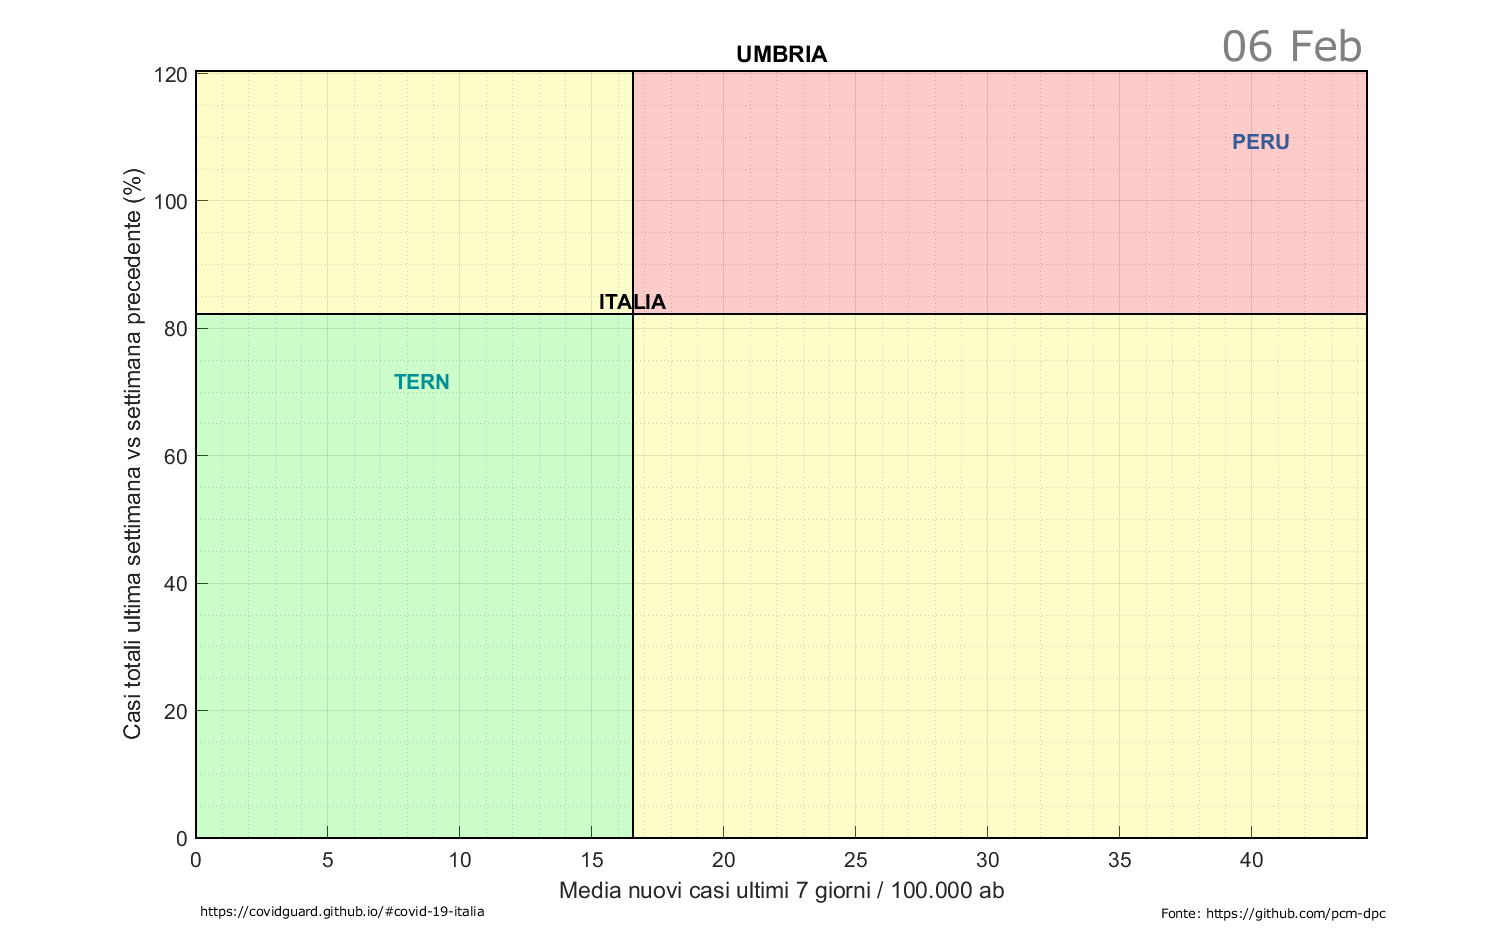 06 Feb
UMBRIA
120
100
80
60
40
20
0
Casi totali ultima settimana vs settimana precedente (%)
PERU
ITALIA
TERN
0 5 10 15 20 25 30 35 40
Media nuovi casi ultimi 7 giorni / 100.000 ab
https://covidguard.github.io/#covid-19-italia
Fonte: https://github.com/pcm-dpc